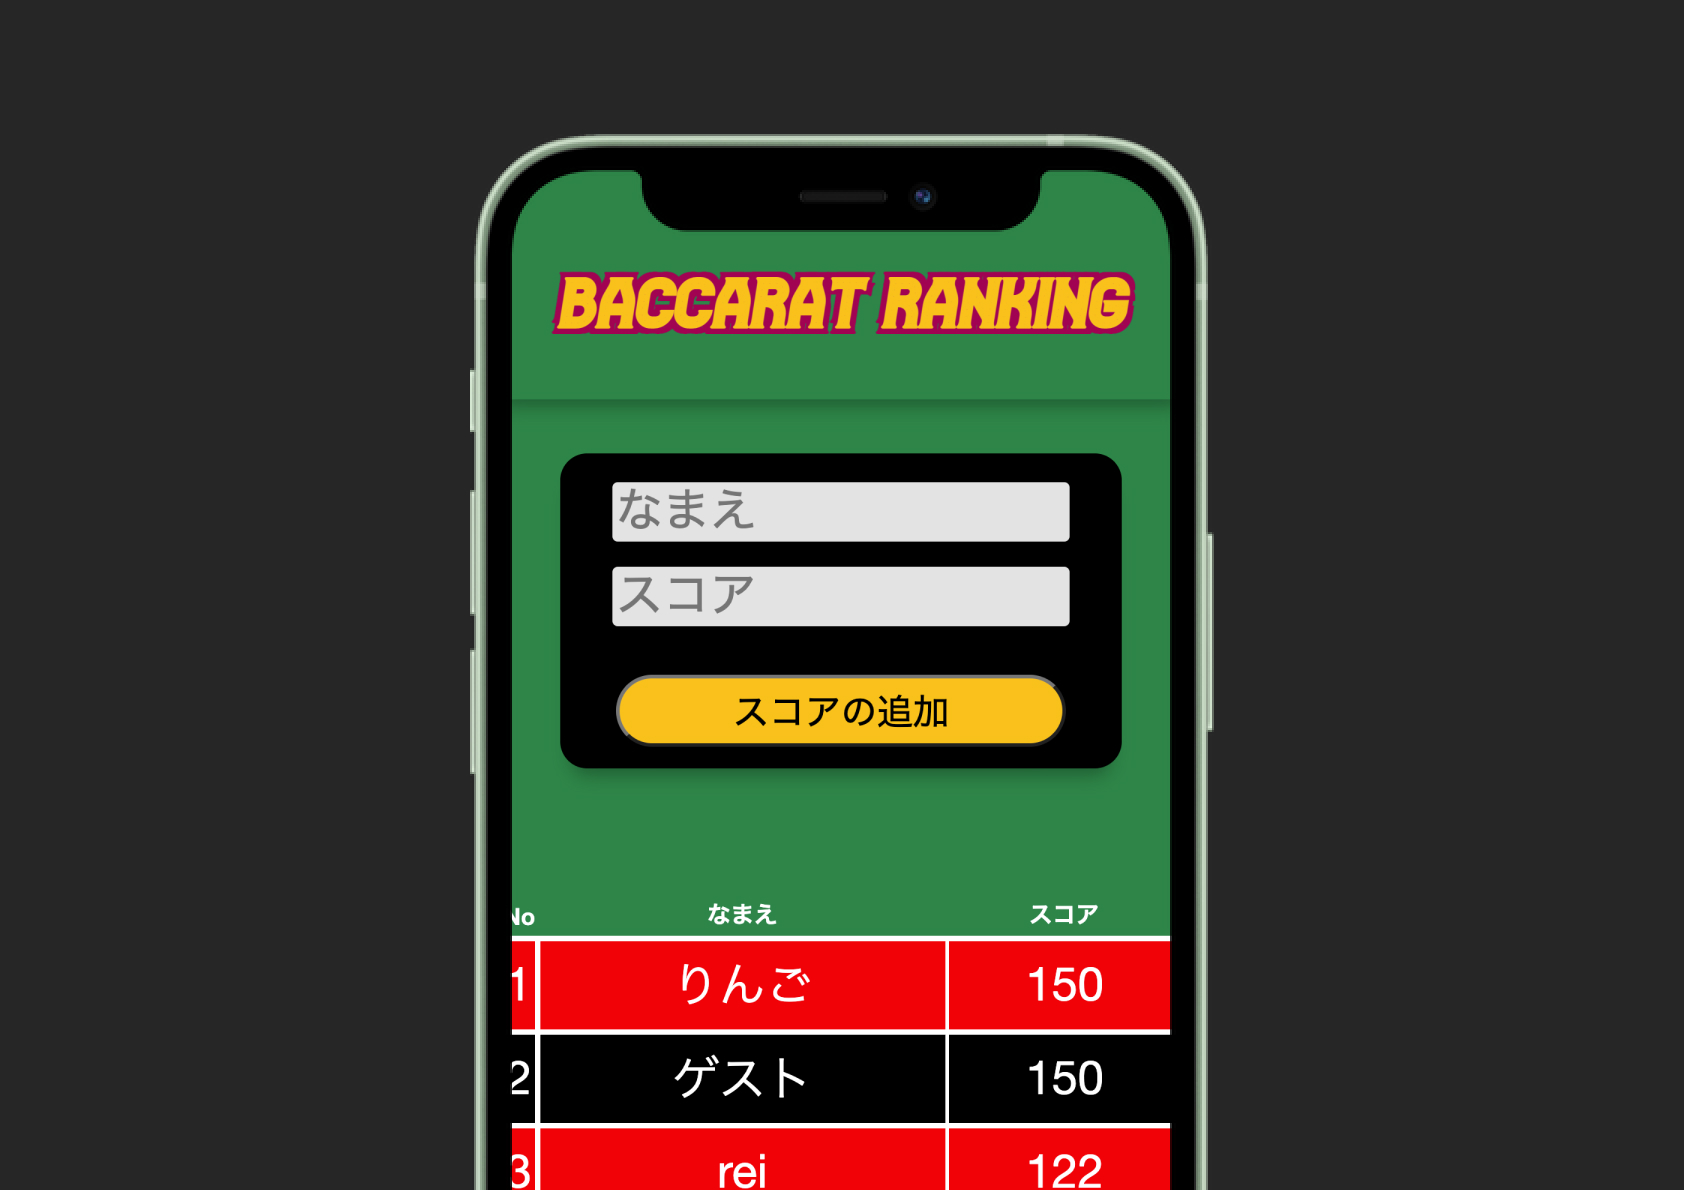 BACCARAT RANKING
なまえ
スコア
スコアの追加
No なまえ スコア
1 りんご 150
2 ゲスト 150
3 rei 122